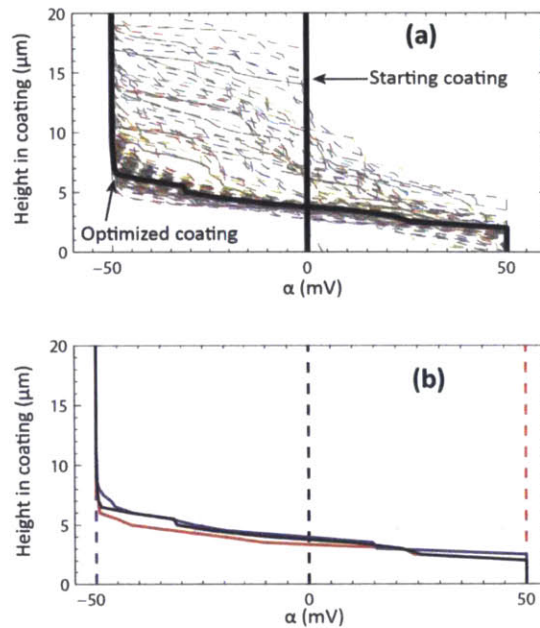 20
15
10
5
0
Height in coating (μm)
(a)
Starting coating
Optimized coating
−50
0
50
α (mV)
20
15
10
5
0
Height in coating (μm)
(b)
−50
0
50
α (mV)